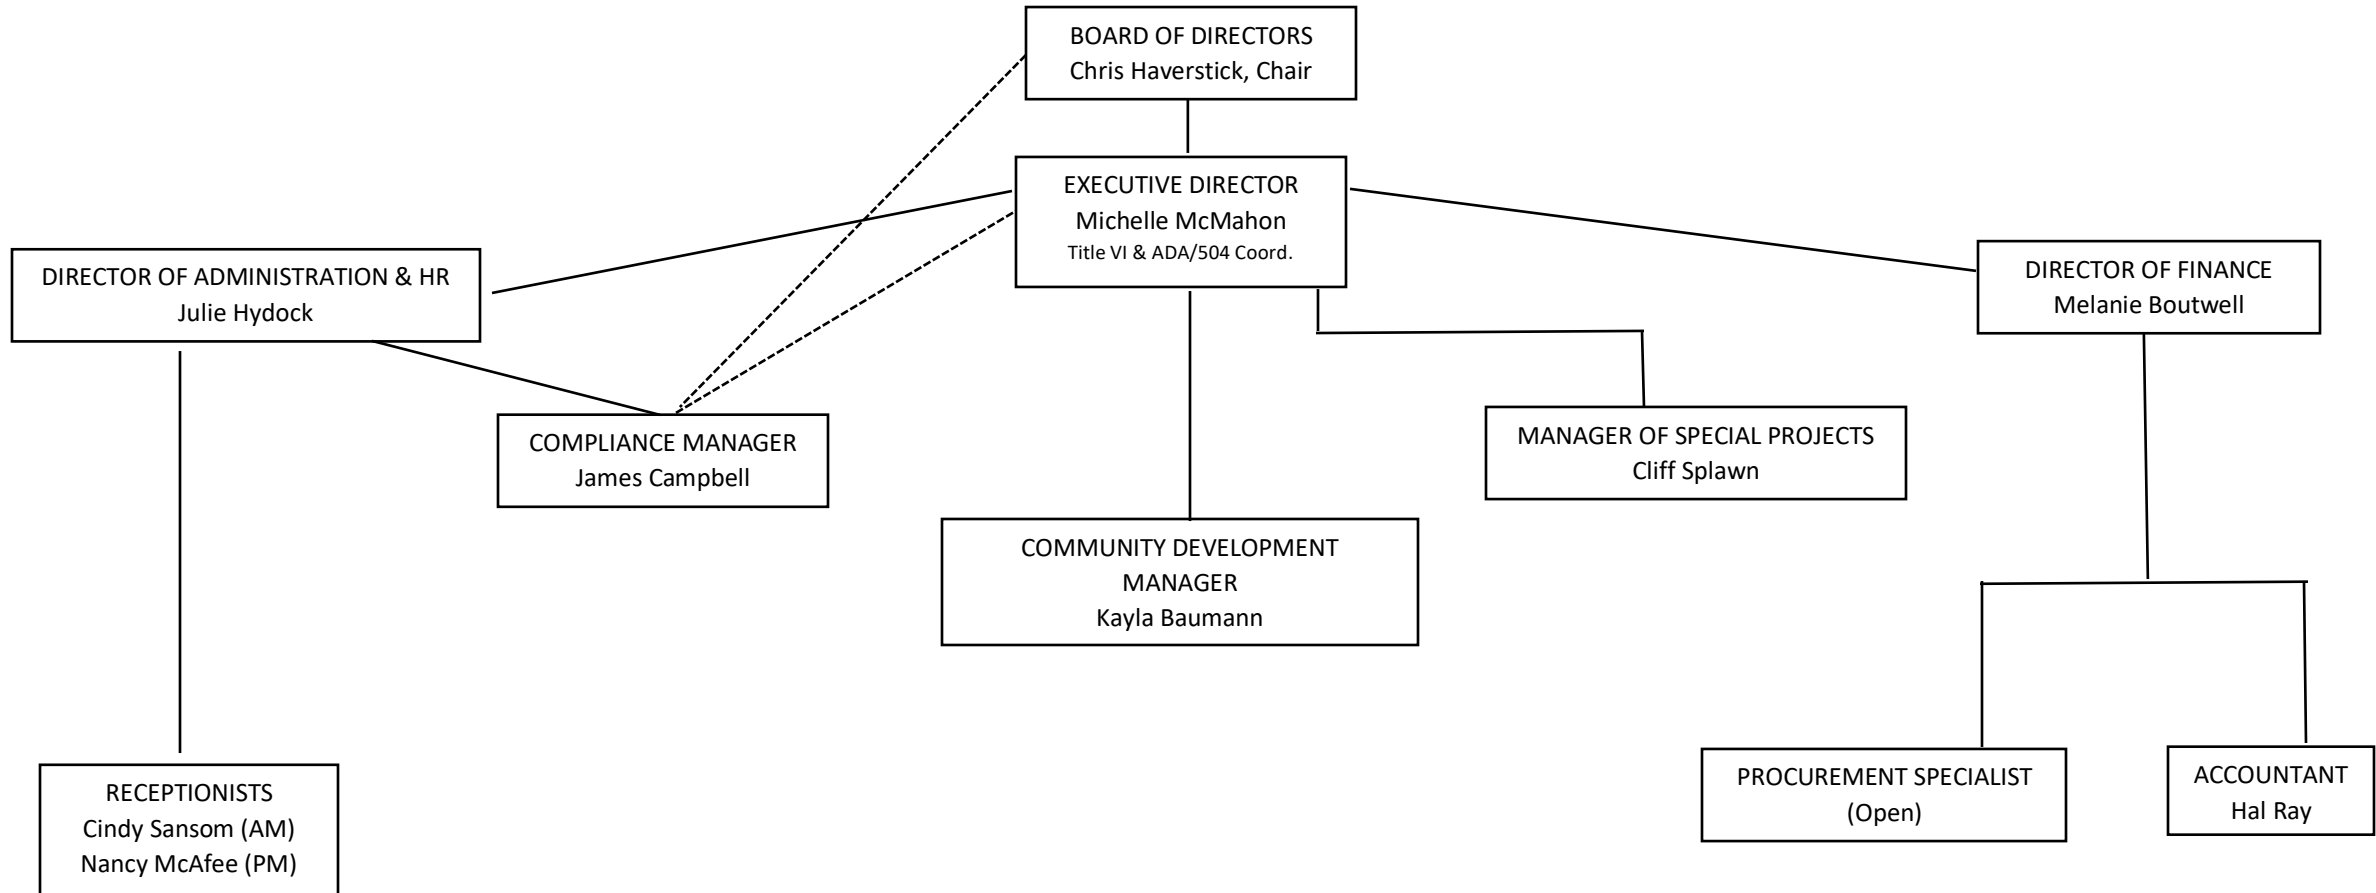 BOARD OF DIRECTORS
Chris Haverstick, Chair
EXECUTIVE DIRECTOR
Michelle McMahon
Title VI & ADA/504 Coord.
DIRECTOR OF ADMINISTRATION & HR
Julie Hydock
DIRECTOR OF FINANCE
Melanie Boutwell
COMPLIANCE MANAGER
James Campbell
MANAGER OF SPECIAL PROJECTS
Cliff Splawn
COMMUNITY DEVELOPMENT
MANAGER
Kayla Baumann
RECEPTIONISTS
Cindy Sansom (AM)
Nancy McAfee (PM)
PROCUREMENT SPECIALIST
(Open)
ACCOUNTANT
Hal Ray